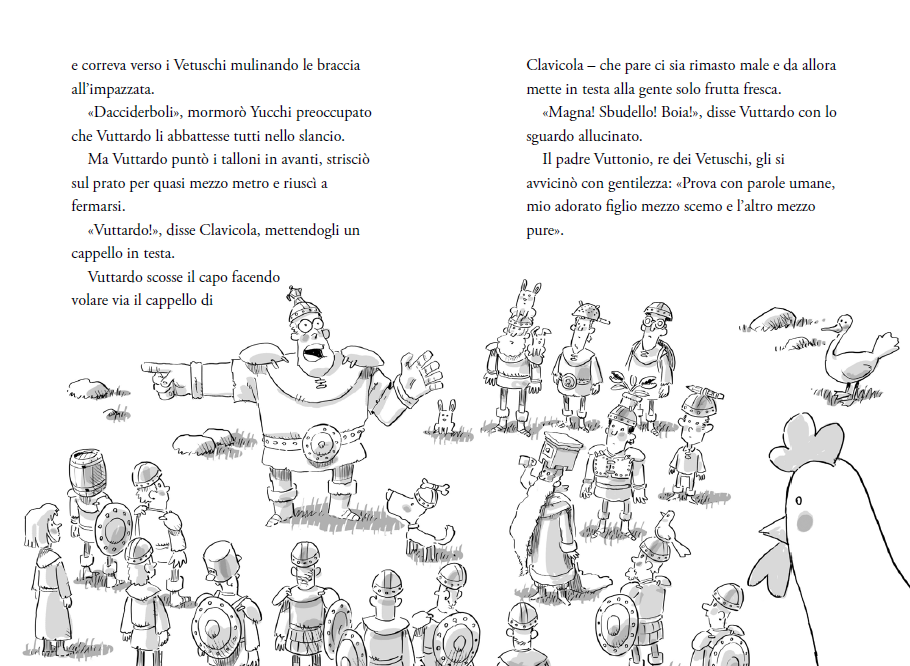 e correva verso i Vetuschi mulinando le braccia
all’impazzata.
«Dacciderboli», mormorò Yucchi preoccupato
che Vuttardo li abbattesse tutti nello slancio.
Ma Vuttardo puntò i talloni in avanti, strisciò
sul prato per quasi mezzo metro e riuscì a
fermarsi.
«Vuttardo!», disse Clavicola, mettendogli un
cappello in testa.
Vuttardo scosse il capo facendo
volare via il cappello di
Clavicola – che pare ci sia rimasto male e da allora
mette in testa alla gente solo frutta fresca.
«Magna! Sbudello! Boia!», disse Vuttardo con lo
sguardo allucinato.
Il padre Vuttonio, re dei Vetuschi, gli si
avvicinò con gentilezza: «Prova con parole umane,
mio adorato figlio mezzo scemo e l’altro mezzo
pure».